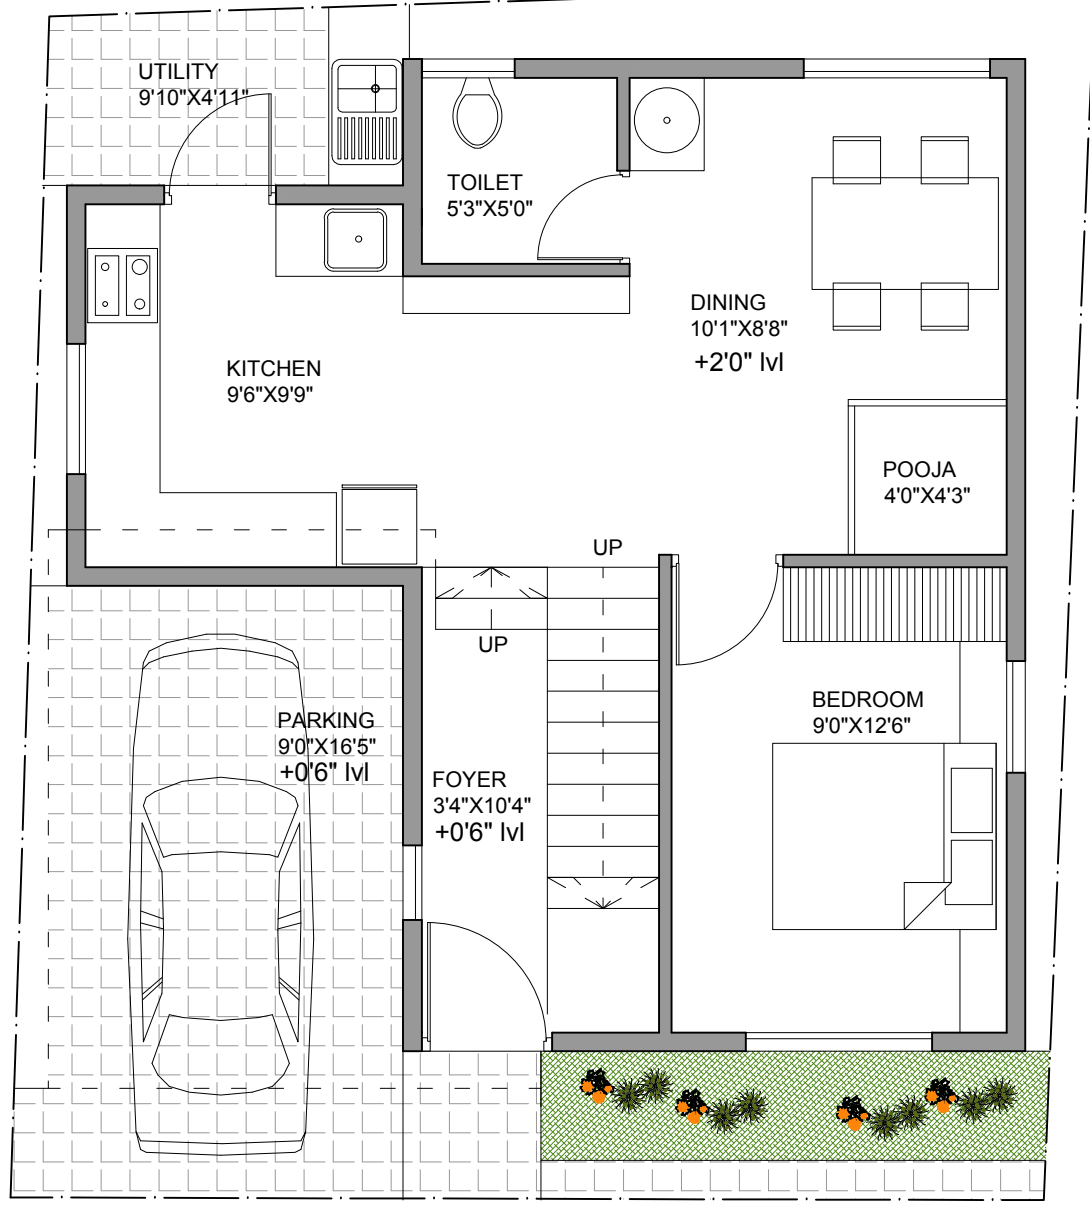 UTILITY
9'10"X4'11"
TOILET
5'3"X5'0"
DINING
10'1"X8'8"
+2'0" lvl
KITCHEN
9'6"X9'9"
POOJA
4'0"X4'3"
UP
UP
BEDROOM
9'0"X12'6"
PARKING
9'0"X16'5"
+0'6" lvl
FOYER
3'4"X10'4"
+0'6" lvl